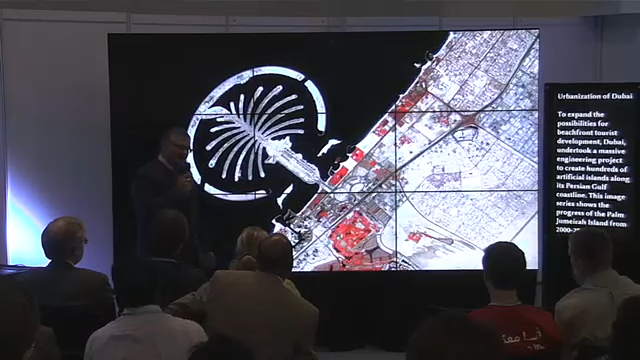 Urbanization of Dubai
To expand the
possibilities for
beachfront tourist
development, Dubai,
undertook a massive
engineering project
to create hundreds of
artificial islands along
its Persian Gulf
coastline. This image
series shows the
progress of the Palm
Jumeirah Island from